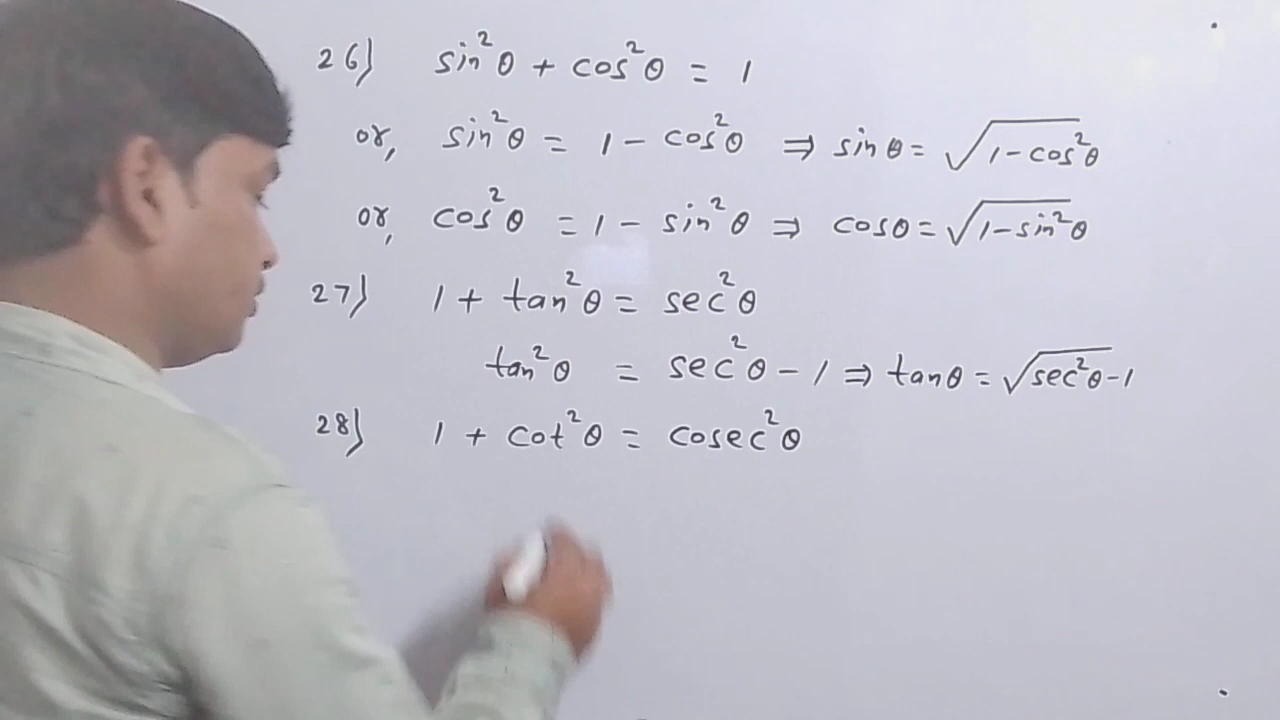 26) sin²θ + cos²θ = 1
or, sin²θ = 1 - cos²θ ⇒ sinθ = √1-cos²θ
or, cos²θ = 1 - sin²θ ⇒ cosθ = √1-sin²θ
27) 1 + tan²θ = sec²θ
tan²θ = sec²θ - 1 ⇒ tanθ = √sec²θ-1
28) 1 + cot²θ = cosec²θ